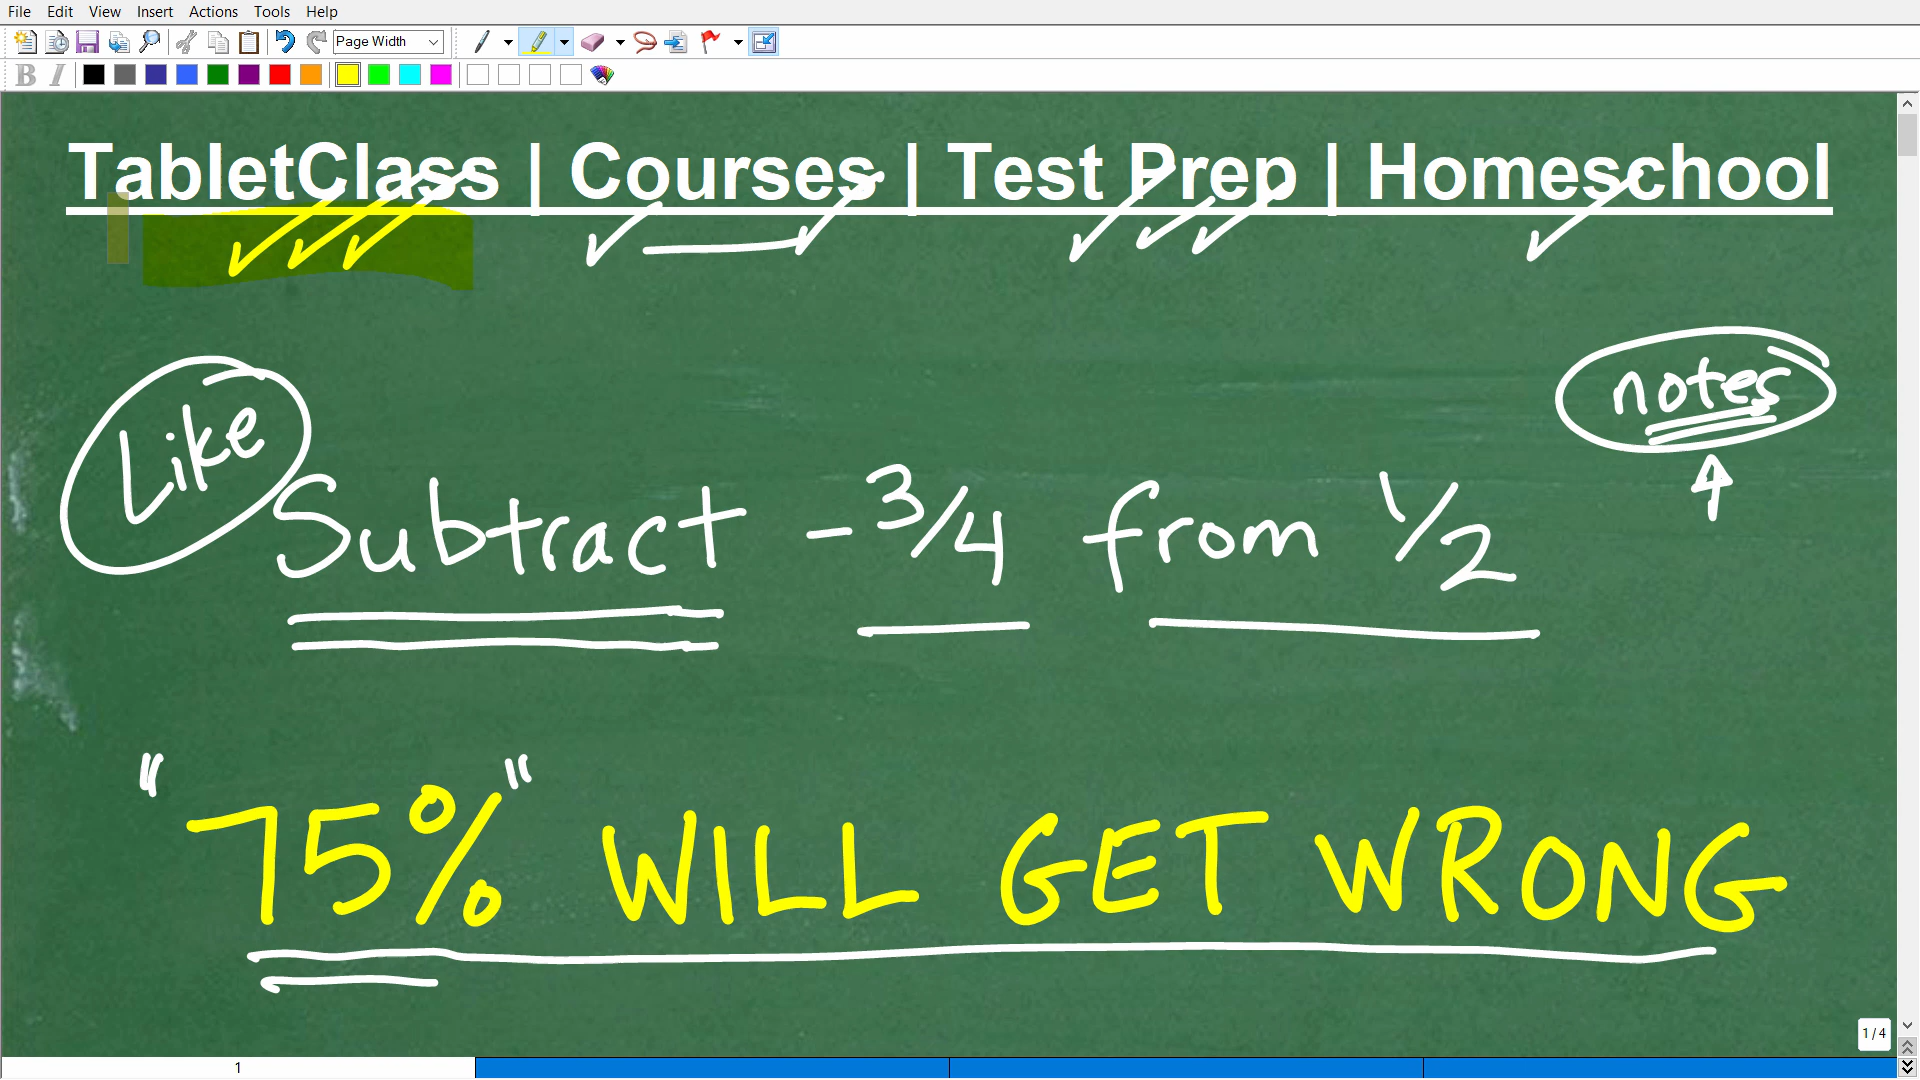 File Edit View Insert Actions Tools Help
Page Width
B I
TabletClass | Courses | Test Prep | Homeschool
notes
Like
Subtract -3/4 from 1/2
"75%" WILL GET WRONG
1 / 4
1